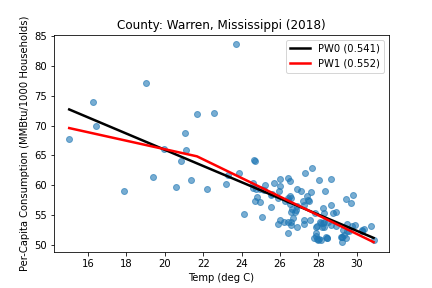 County: Warren, Mississippi (2018)
PW0 (0.541)
PW1 (0.552)
Per-Capita Consumption (MMBtu/1000 Households)
85
80
75
70
65
60
55
50
16 18 20 22 24 26 28 30
Temp (deg C)